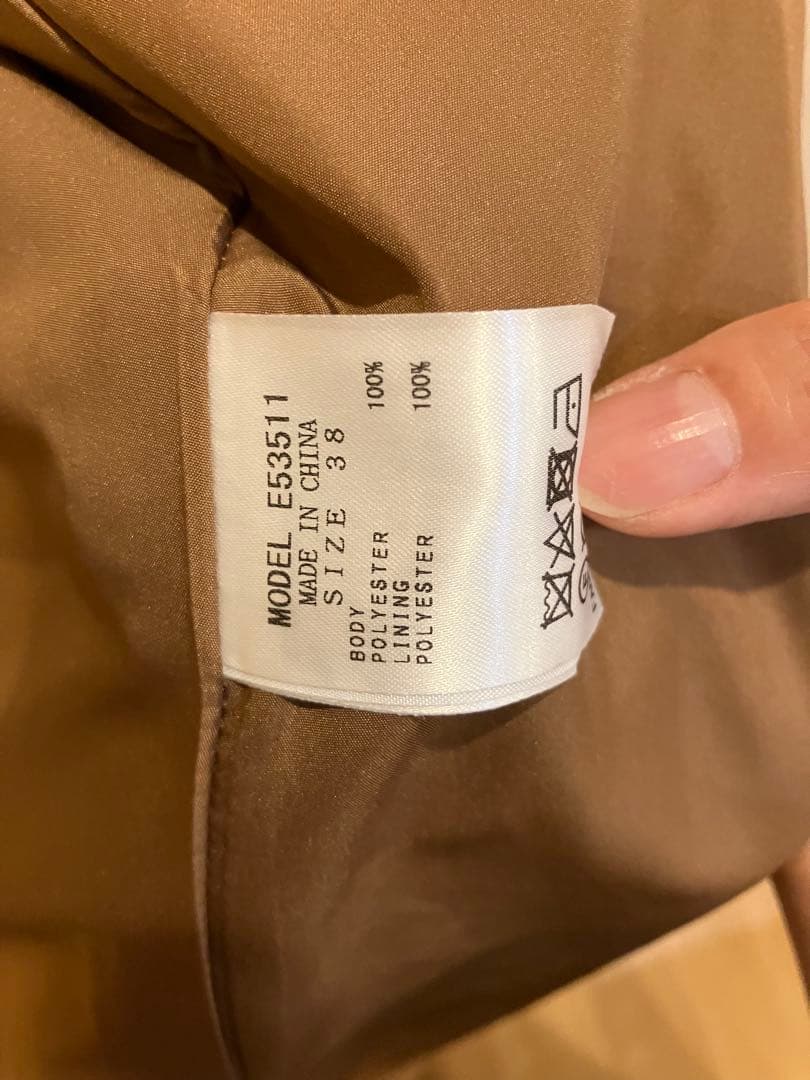 MODEL E53511
MADE IN CHINA
SIZE 38
BODY
POLYESTER 100%
LINING
POLYESTER 100%